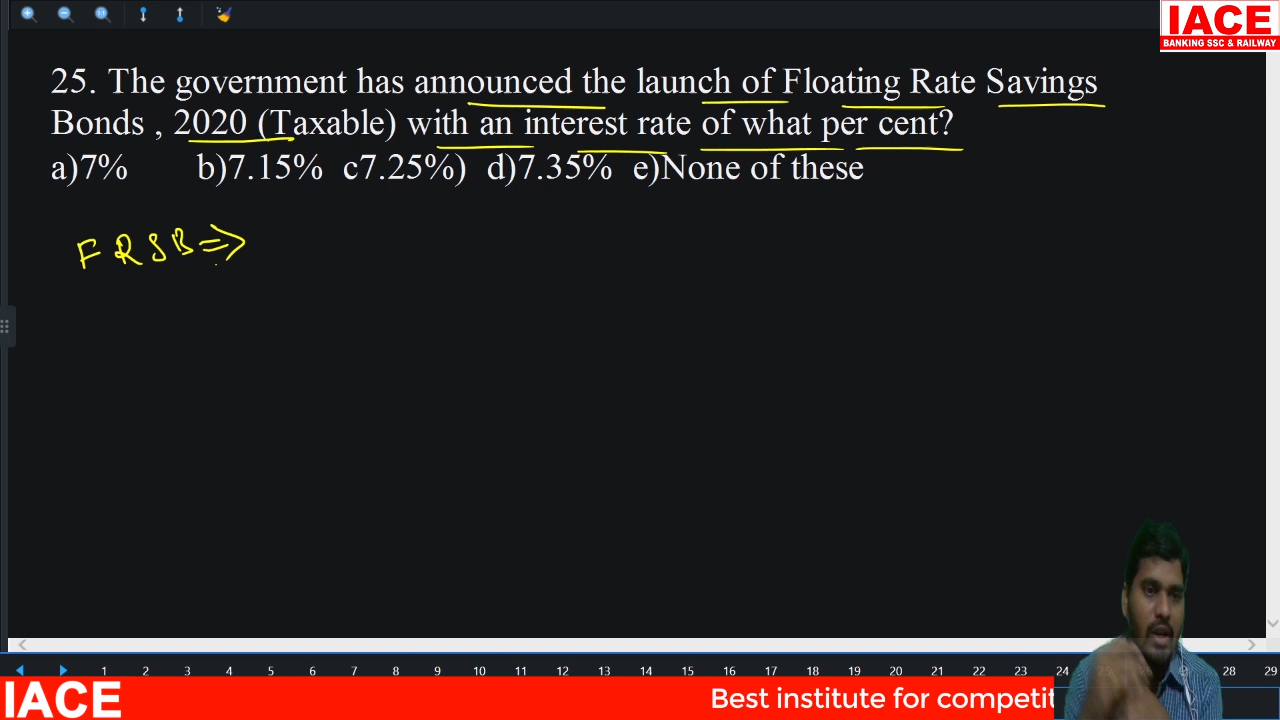 IACE
BANKING SSC & RAILWAY
25. The government has announced the launch of Floating Rate Savings
Bonds , 2020 (Taxable) with an interest rate of what per cent?
a)7% b)7.15% c7.25%) d)7.35% e)None of these
F R S B =>
1 2 3 4 5 6 7 8 9 10 11 12 13 14 15 16 17 18 19 20 21 22 23 24 28 29
IACE
Best institute for competit